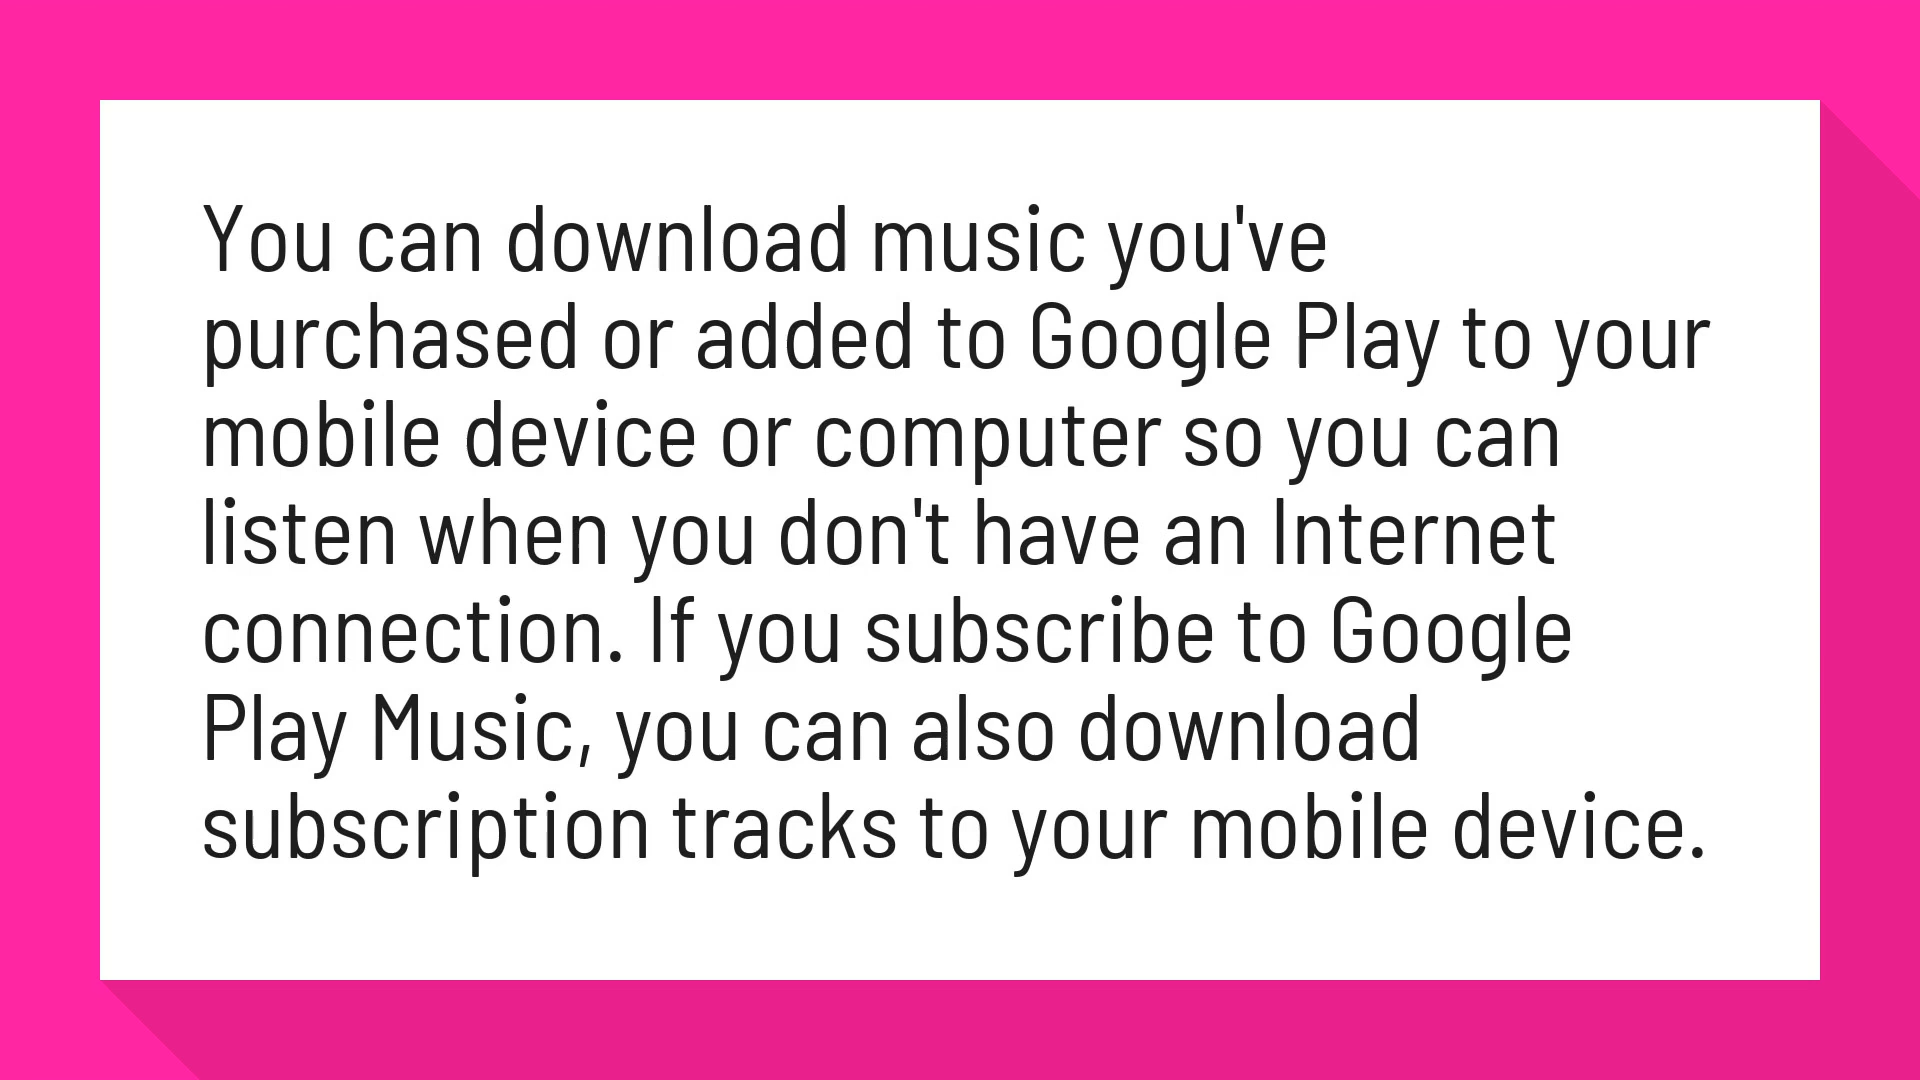 You can download music you've
purchased or added to Google Play to your
mobile device or computer so you can
listen when you don't have an Internet
connection. If you subscribe to Google
Play Music, you can also download
subscription tracks to your mobile device.